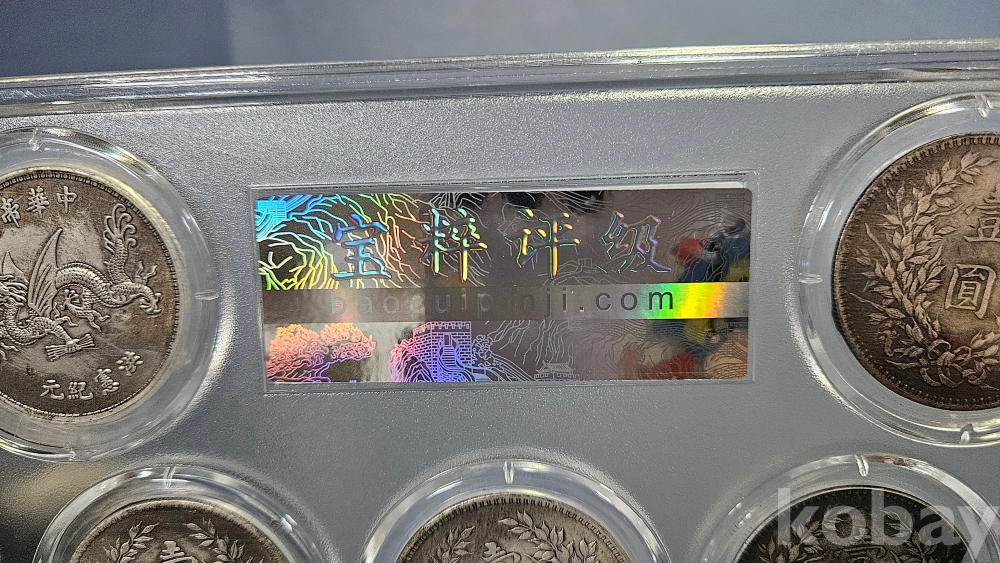 宝粹评级
baocuipinji.com
中華帝
洪憲紀元
壹圓
kobay